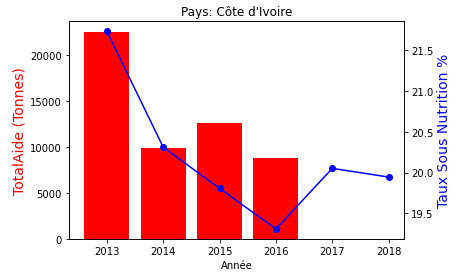 Pays: Côte d'Ivoire
TotalAide (Tonnes)
20000
15000
10000
5000
0
21.5
21.0
20.5
20.0
19.5
Taux Sous Nutrition %
2013 2014 2015 2016 2017 2018
Année